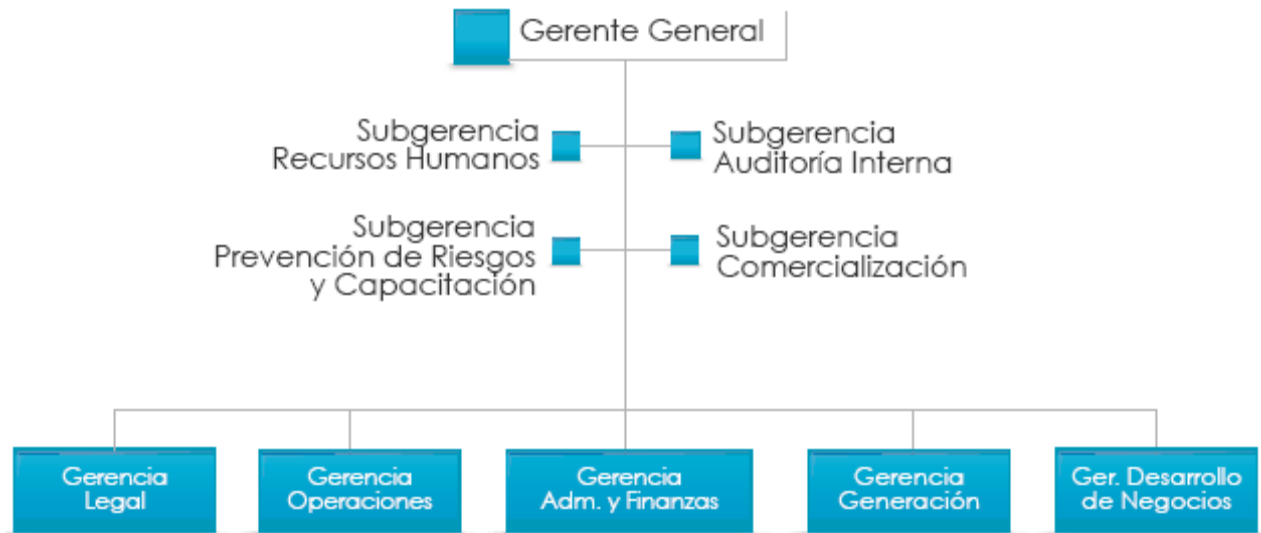 Gerente General
Subgerencia
Recursos Humanos
Subgerencia
Auditoría Interna
Subgerencia
Prevención de Riesgos
y Capacitación
Subgerencia
Comercialización
Gerencia
Legal
Gerencia
Operaciones
Gerencia
Adm. y Finanzas
Gerencia
Generación
Ger. Desarrollo
de Negocios